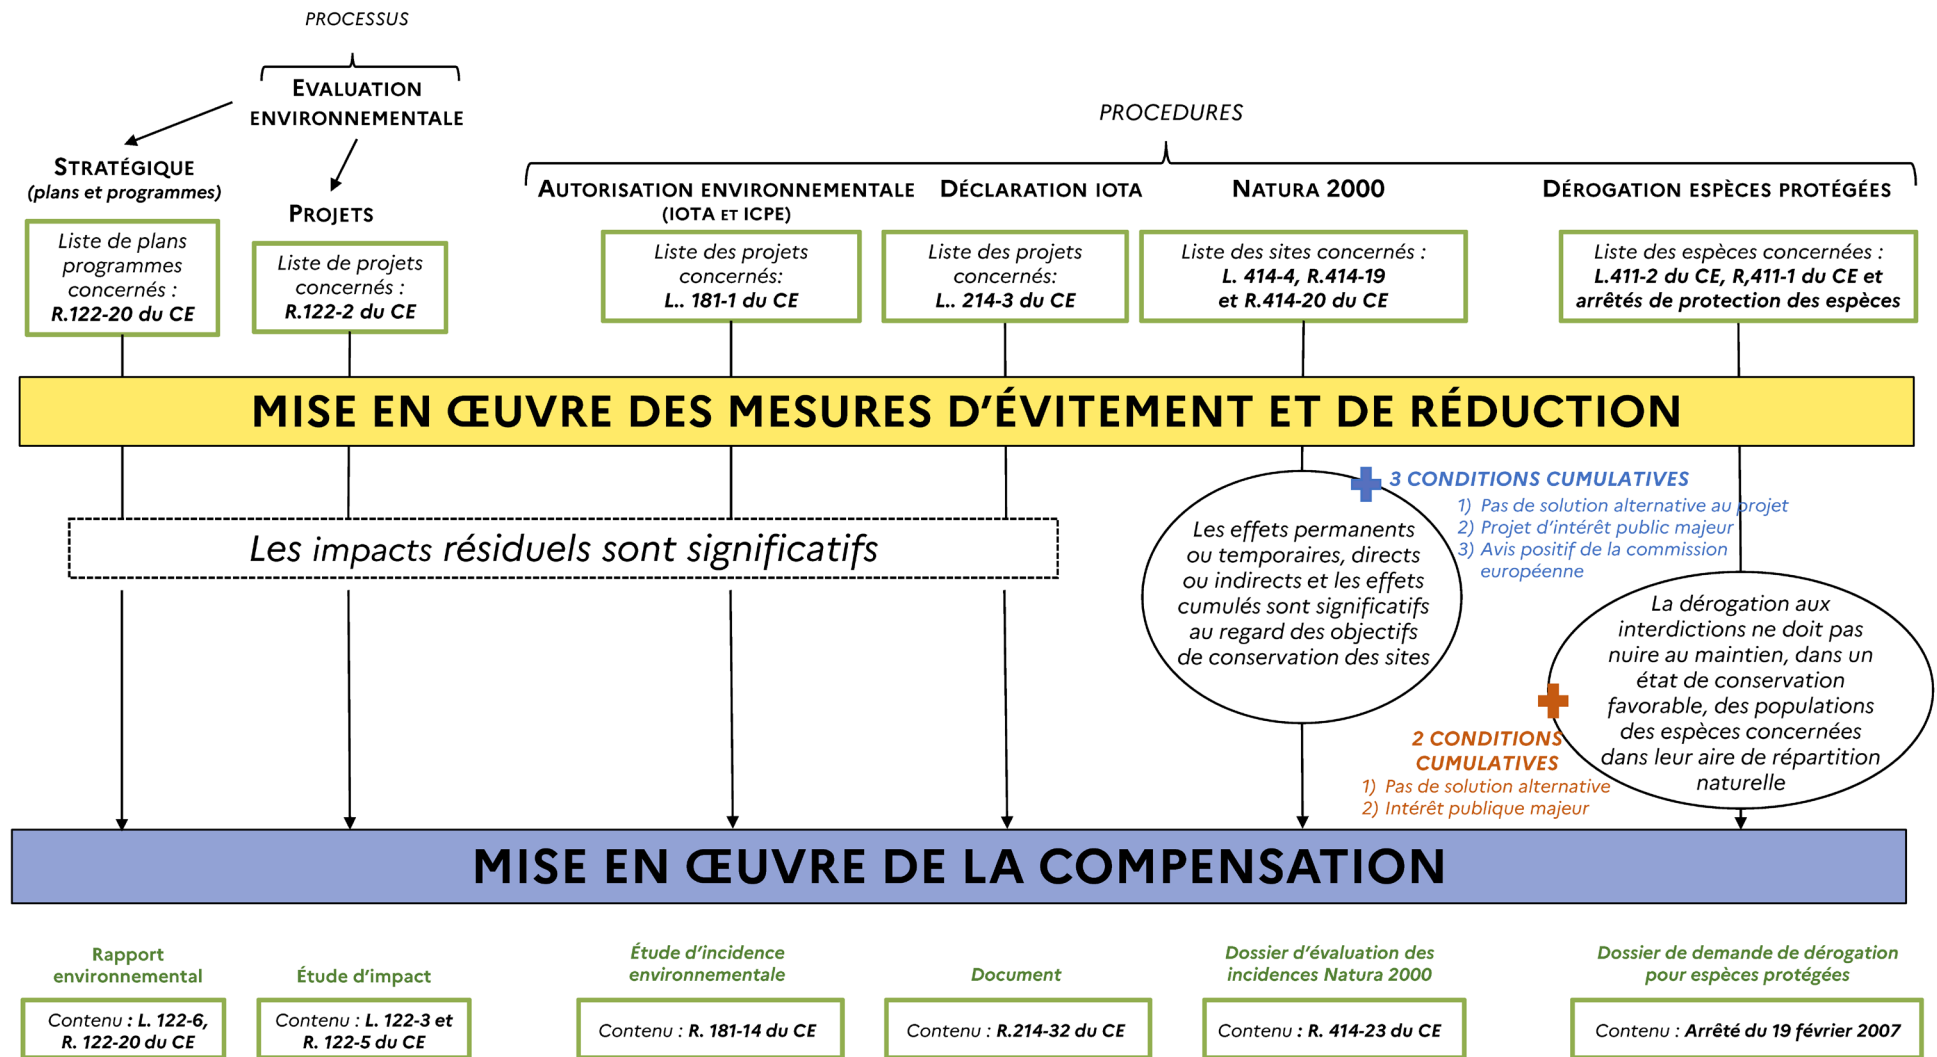 PROCESSUS
EVALUATION
ENVIRONNEMENTALE
STRATÉGIQUE
(plans et programmes)
PROJETS
PROCEDURES
AUTORISATION ENVIRONNEMENTALE
(IOTA ET ICPE)
DÉCLARATION IOTA
NATURA 2000
DÉROGATION ESPÈCES PROTÉGÉES
Liste de plans
programmes
concernés :
R.122-20 du CE
Liste de projets
concernés :
R.122-2 du CE
Liste des projets
concernés:
L.. 181-1 du CE
Liste des projets
concernés:
L.. 214-3 du CE
Liste des sites concernés :
L. 414-4, R.414-19
et R.414-20 du CE
Liste des espèces concernées :
L.411-2 du CE, R,411-1 du CE et
arrêtés de protection des espèces
MISE EN ŒUVRE DES MESURES D'ÉVITEMENT ET DE RÉDUCTION
Les impacts résiduels sont significatifs
Les effets permanents
ou temporaires, directs
ou indirects et les effets
cumulés sont significatifs
au regard des objectifs
de conservation des sites
3 CONDITIONS CUMULATIVES
1) Pas de solution alternative au projet
2) Projet d'intérêt public majeur
3) Avis positif de la commission
européenne
La dérogation aux
interdictions ne doit pas
nuire au maintien, dans un
état de conservation
favorable, des populations
des espèces concernées
dans leur aire de répartition
naturelle
2 CONDITIONS
CUMULATIVES
1) Pas de solution alternative
2) Intérêt publique majeur
MISE EN ŒUVRE DE LA COMPENSATION
Rapport
environnemental
Contenu : L. 122-6,
R. 122-20 du CE
Étude d'impact
Contenu : L. 122-3 et
R. 122-5 du CE
Étude d'incidence
environnementale
Contenu : R. 181-14 du CE
Document
Contenu : R.214-32 du CE
Dossier d'évaluation des
incidences Natura 2000
Contenu : R. 414-23 du CE
Dossier de demande de dérogation
pour espèces protégées
Contenu : Arrêté du 19 février 2007